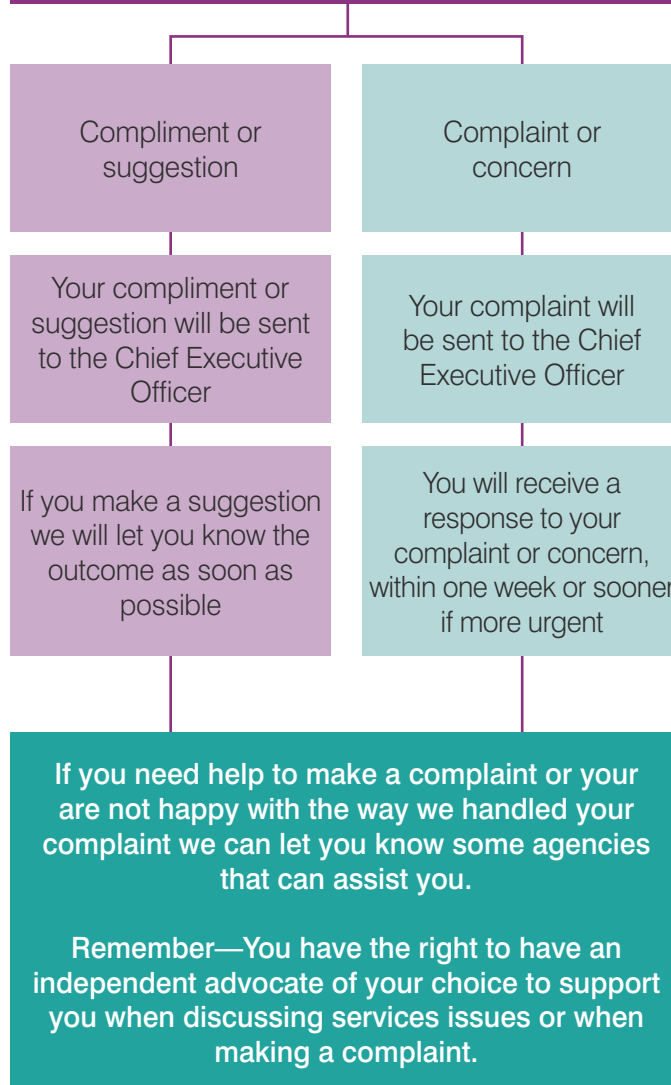 Compliment or
suggestion
Your compliment or
suggestion will be sent
to the Chief Executive
Officer
If you make a suggestion
we will let you know the
outcome as soon as
possible
Complaint or
concern
Your complaint will
be sent to the Chief
Executive Officer
You will receive a
response to your
complaint or concern,
within one week or sooner
if more urgent
If you need help to make a complaint or your
are not happy with the way we handled your
complaint we can let you know some agencies
that can assist you.
Remember—You have the right to have an
independent advocate of your choice to support
you when discussing services issues or when
making a complaint.